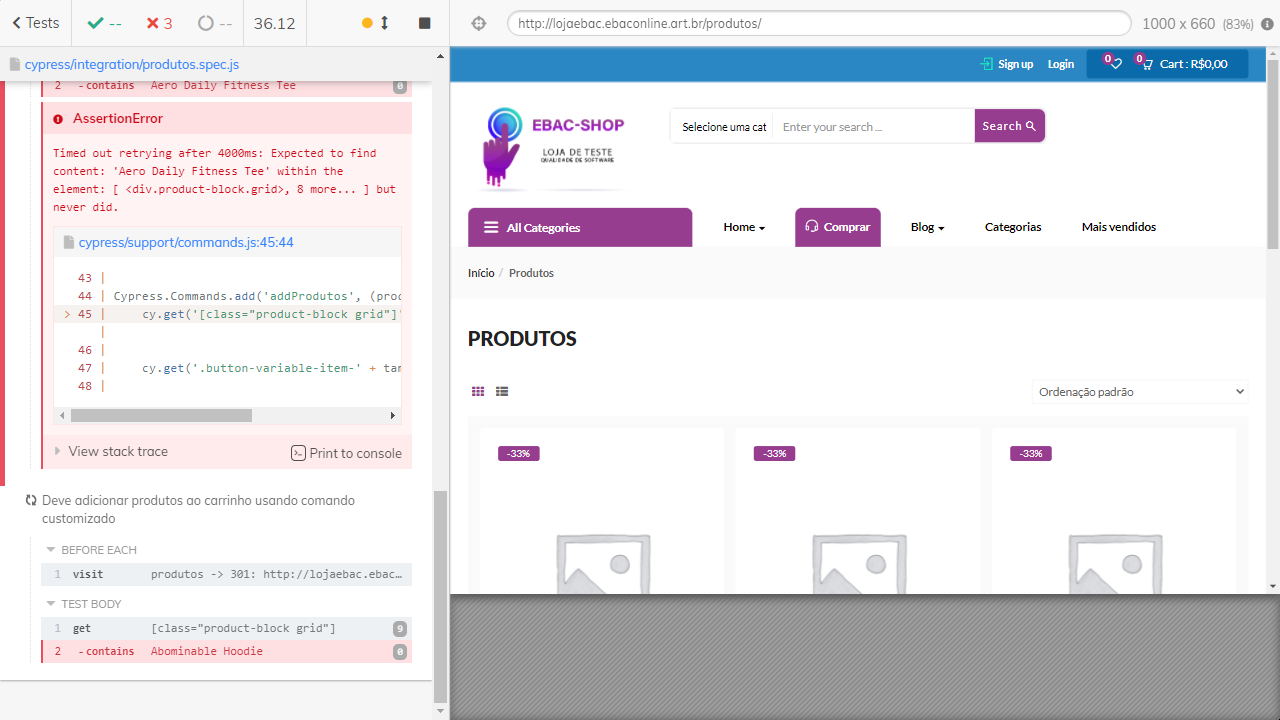 Tests
--
3
--
36.12
http://lojaebac.ebaconline.art.br/produtos/
1000 x 660 (83%)
cypress/integration/produtos.spec.js
2 - contains Aero Daily Fitness Tee 0
AssertionError
Timed out retrying after 4000ms: Expected to find
content: 'Aero Daily Fitness Tee' within the
element: [ <div.product-block.grid>, 8 more... ] but
never did.
cypress/support/commands.js:45:44
43 |
44 | Cypress.Commands.add('addProdutos', (prod
> 45 | cy.get('[class="product-block grid"]'
|
46 |
47 | cy.get('.button-variable-item-' + tam
48 |
View stack trace
Print to console
Deve adicionar produtos ao carrinho usando comando
customizado
BEFORE EACH
1 visit produtos -> 301: http://lojaebac.ebac…
TEST BODY
1 get [class="product-block grid"] 9
2 - contains Abominable Hoodie 0
Sign up
Login
0
0
Cart : R$0,00
EBAC-SHOP
LOJA DE TESTE
QUALIDADE DE SOFTWARE
Selecione uma cat
Enter your search ...
Search
All Categories
Home
Comprar
Blog
Categorias
Mais vendidos
Início / Produtos
PRODUTOS
Ordenação padrão
-33%
-33%
-33%